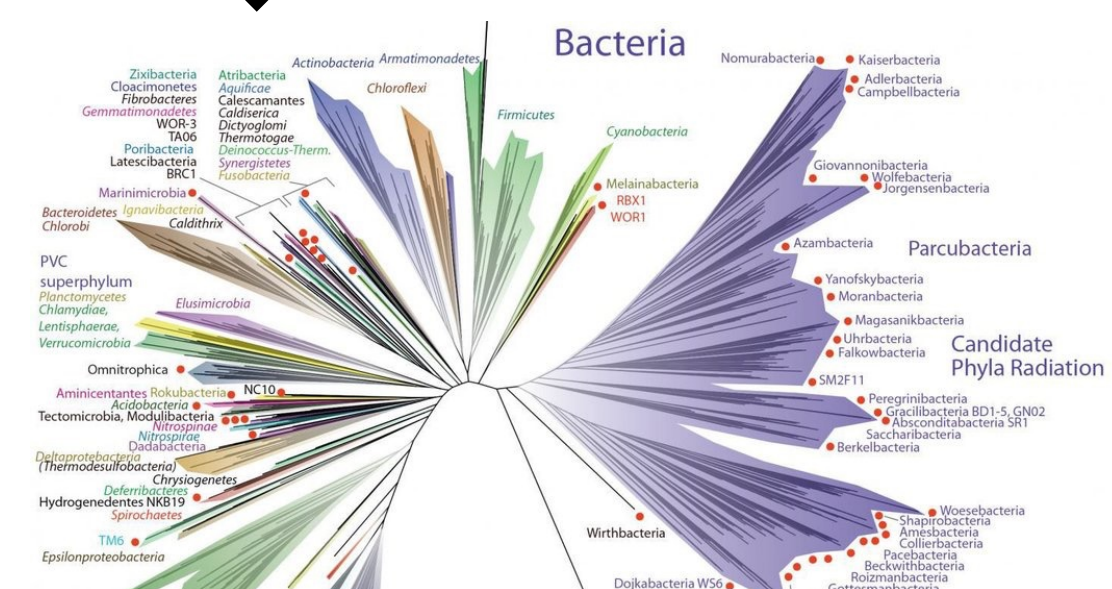 Bacteria
Zixibacteria
Cloacimonetes
Fibrobacteres
Gemmatimonadetes
WOR-3
TA06
Poribacteria
Latescibacteria
BRC1
Atribacteria
Aquificae
Calescamantes
Caldiserica
Dictyoglomi
Thermotogae
Deinococcus-Therm.
Synergistetes
Fusobacteria
Actinobacteria
Armatimonadetes
Chloroflexi
Firmicutes
Cyanobacteria
Melainabacteria
RBX1
WOR1
Marinimicrobia
Bacteroidetes
Chlorobi
Ignavibacteria
Caldithrix
PVC
superphylum
Planctomycetes
Chlamydiae,
Lentisphaerae,
Verrucomicrobia
Elusimicrobia
Omnitrophica
Aminicentantes
Rokubacteria
NC10
Acidobacteria
Tectomicrobia, Modulibacteria
Nitrospinae
Nitrospirae
Dadabacteria
Deltaprotebacteria
(Thermodesulfobacteria)
Chrysiogenetes
Deferribacteres
Hydrogenedentes NKB19
Spirochaetes
TM6
Epsilonproteobacteria
Nomurabacteria
Kaiserbacteria
Adlerbacteria
Campbellbacteria
Giovannonibacteria
Wolfebacteria
Jorgensenbacteria
Azambacteria
Parcubacteria
Yanofskybacteria
Moranbacteria
Magasanikbacteria
Uhrbacteria
Falkowbacteria
Candidate
Phyla Radiation
SM2F11
Peregrinibacteria
Gracilibacteria BD1-5, GN02
Absconditabacteria SR1
Saccharibacteria
Berkelbacteria
Woesebacteria
Shapirobacteria
Amesbacteria
Collierbacteria
Pacebacteria
Beckwithbacteria
Roizmanbacteria
Gottesmanbacteria
Wirthbacteria
Dojkabacteria WS6